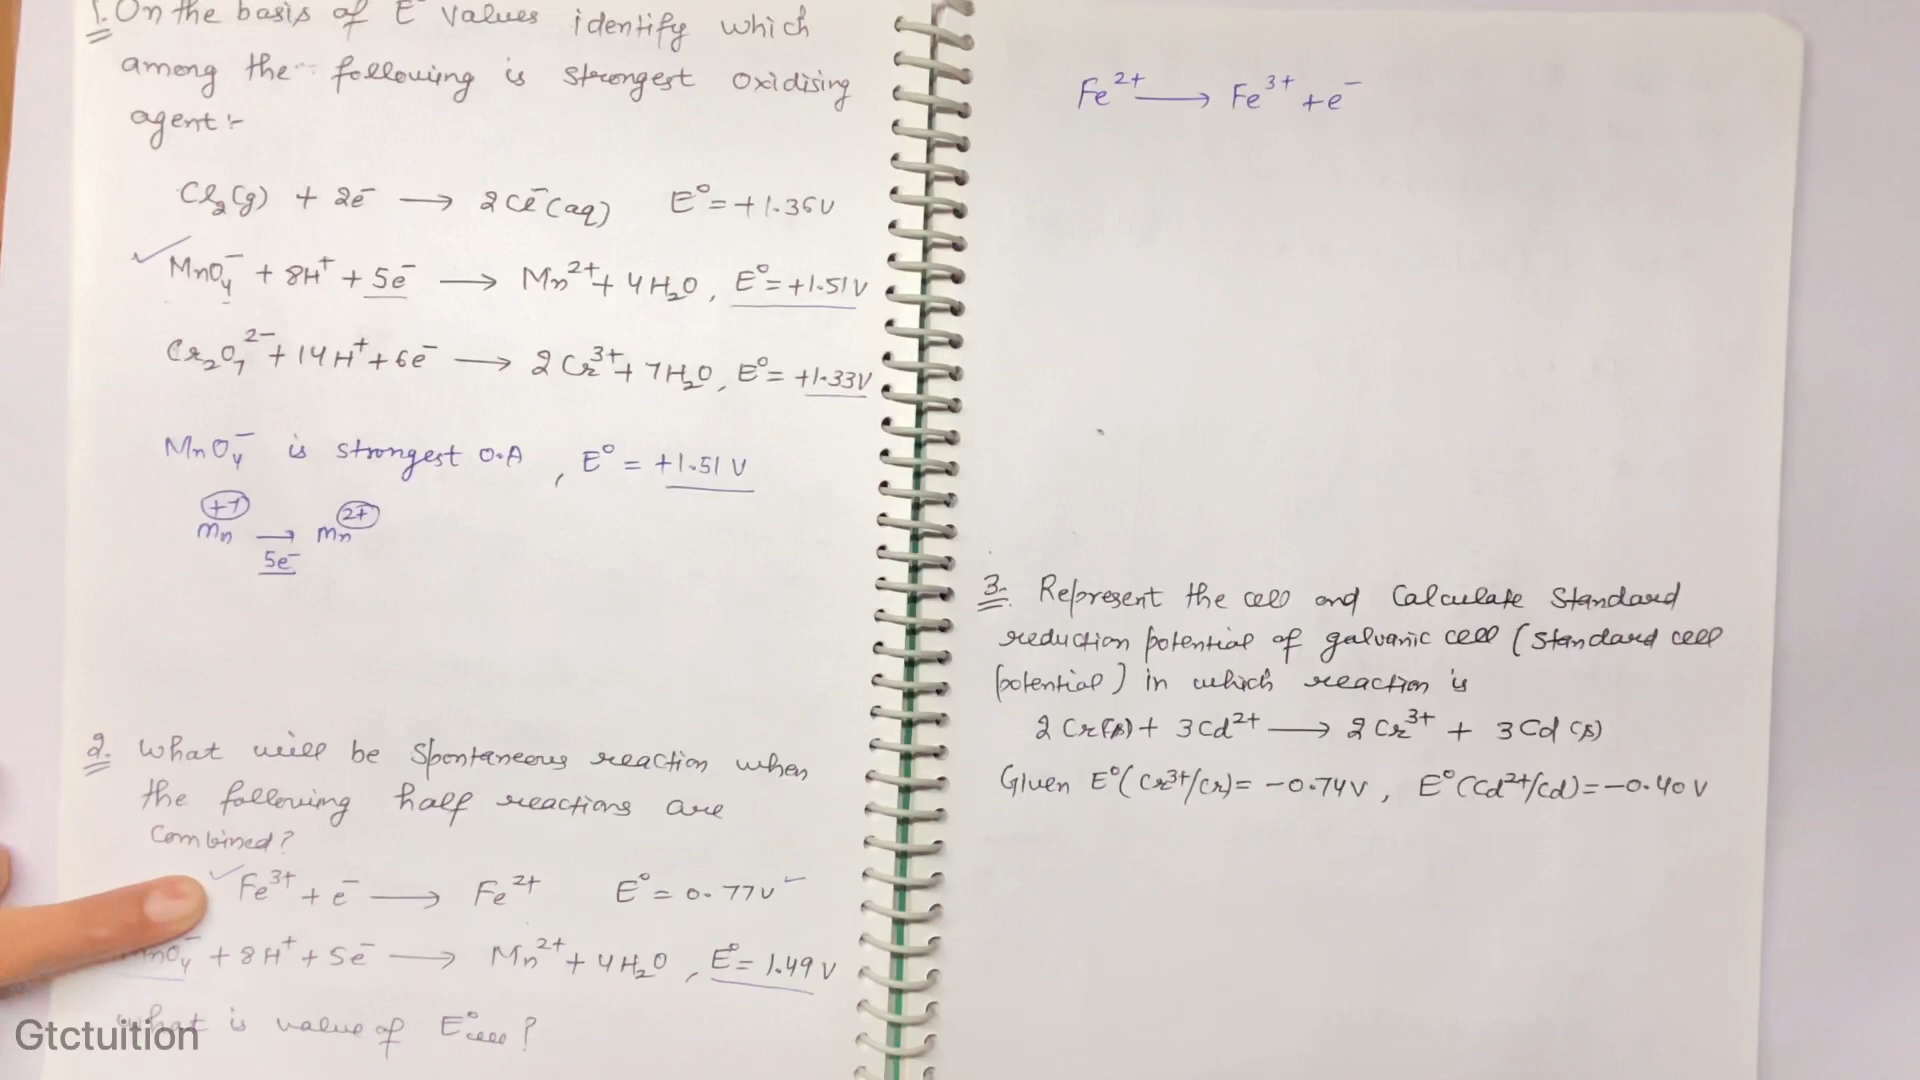 1. On the basis of E° values identify which
among the following is strongest oxidising
agent :-
Cl₂(g) + 2e⁻ ⟶ 2Cl⁻(aq) E° = +1.36V
✓ MnO₄⁻ + 8H⁺ + 5e⁻ ⟶ Mn²⁺ + 4H₂O, E° = +1.51V
Cr₂O₇²⁻ + 14H⁺ + 6e⁻ ⟶ 2Cr³⁺ + 7H₂O, E° = +1.33V
MnO₄⁻ is strongest O.A, E° = +1.51 V
+7 2+
Mn ⟶ Mn
5e⁻
2. What will be Spontaneous reaction when
the following half reactions are
Combined?
✓ Fe³⁺ + e⁻ ⟶ Fe²⁺ E° = 0.77V
MnO₄⁻ + 8H⁺ + 5e⁻ ⟶ Mn²⁺ + 4H₂O, E° = 1.49 V
What is value of E°cell?
Fe²⁺ ⟶ Fe³⁺ + e⁻
3. Represent the cell and Calculate Standard
reduction potential of galvanic cell (Standard cell
potential) in which reaction is
2Cr(s) + 3Cd²⁺ ⟶ 2Cr³⁺ + 3Cd(s)
Given E°(Cr³⁺/Cr) = -0.74V, E°(Cd²⁺/Cd) = -0.40V
Gtctuition